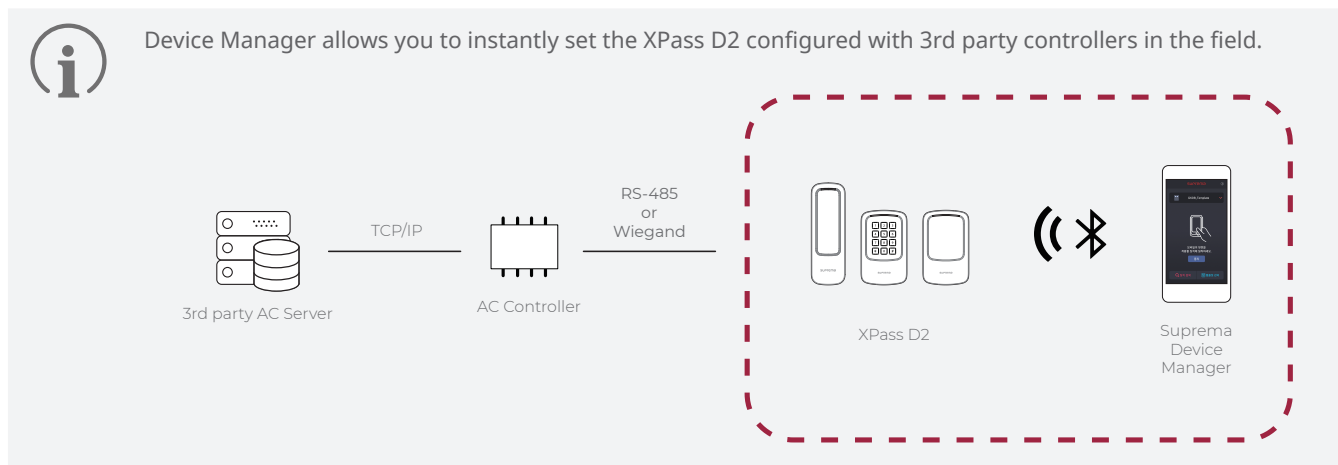 Device Manager allows you to instantly set the XPass D2 configured with 3rd party controllers in the field.
TCP/IP
RS-485
or
Wiegand
3rd party AC Server
AC Controller
XPass D2
Suprema
Device
Manager